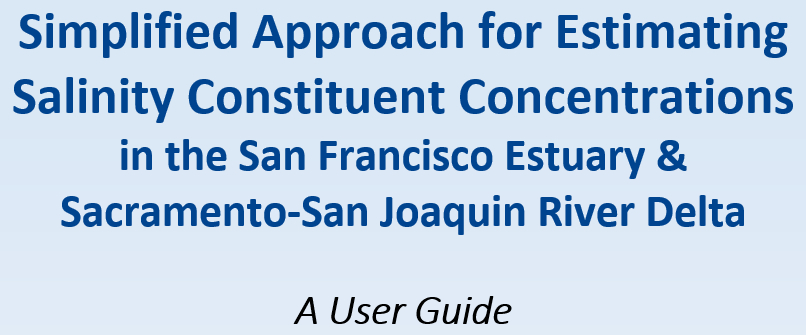 Simplified Approach for Estimating
Salinity Constituent Concentrations
in the San Francisco Estuary &
Sacramento-San Joaquin River Delta
A User Guide